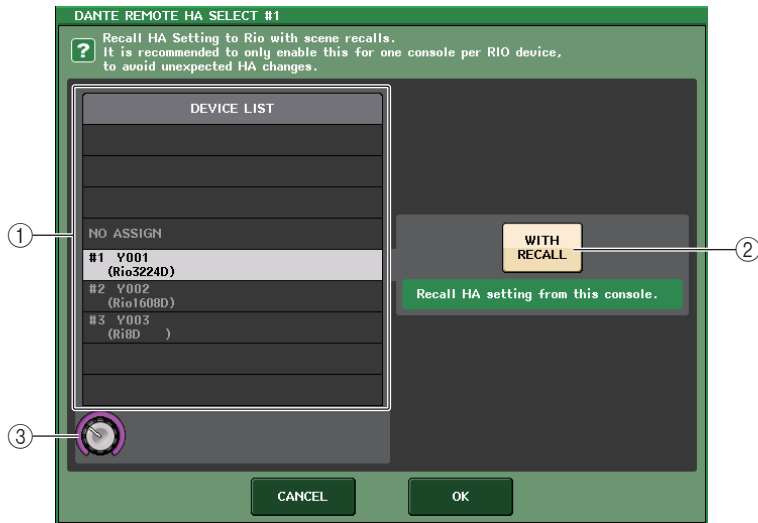 DANTE REMOTE HA SELECT #1
? Recall HA Setting to Rio with scene recalls.
It is recommended to only enable this for one console per RIO device,
to avoid unexpected HA changes.
DEVICE LIST
NO ASSIGN
#1 Y001
(Rio3224D)
#2 Y002
(Rio1608D)
#3 Y003
(Ri8D )
①
WITH
RECALL
②
Recall HA setting from this console.
③
CANCEL
OK